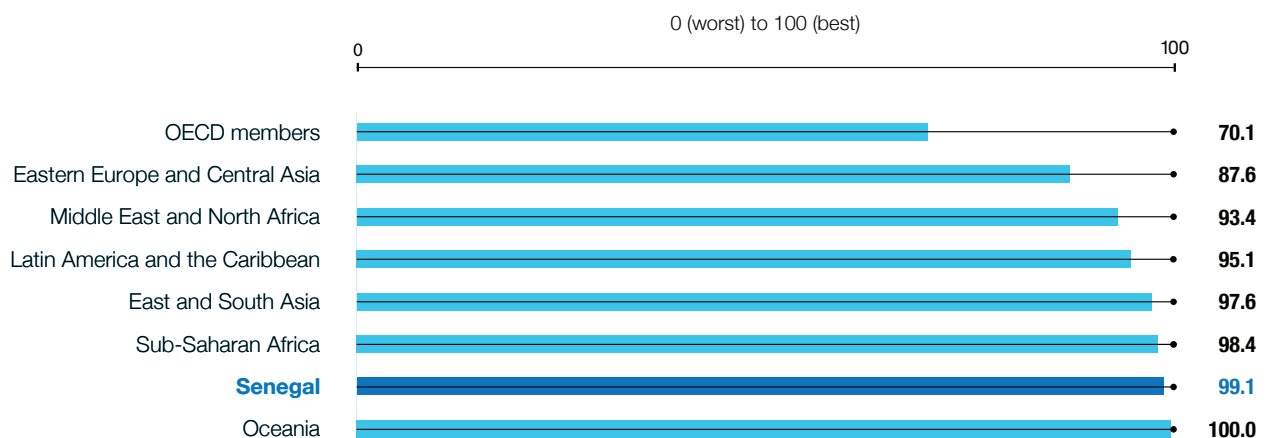 0 (worst) to 100 (best)
0 100
OECD members 70.1
Eastern Europe and Central Asia 87.6
Middle East and North Africa 93.4
Latin America and the Caribbean 95.1
East and South Asia 97.6
Sub-Saharan Africa 98.4
Senegal 99.1
Oceania 100.0